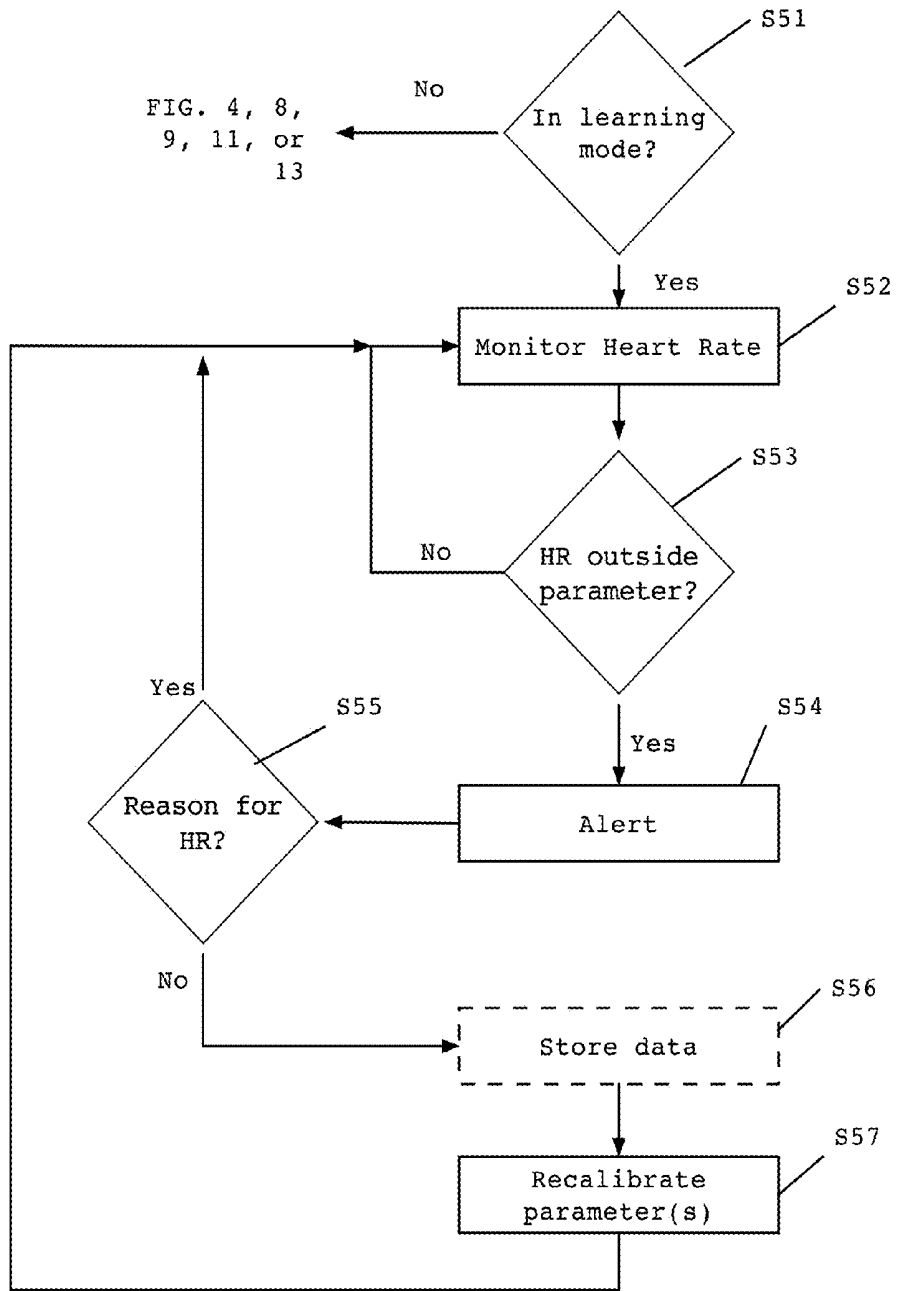 S51
No
FIG. 4, 8,
9, 11, or
13
In learning
mode?
Yes
S52
Monitor Heart Rate
S53
No
HR outside
parameter?
Yes
S55
S54
Yes
Reason for
HR?
Alert
No
S56
Store data
S57
Recalibrate
parameter(s)